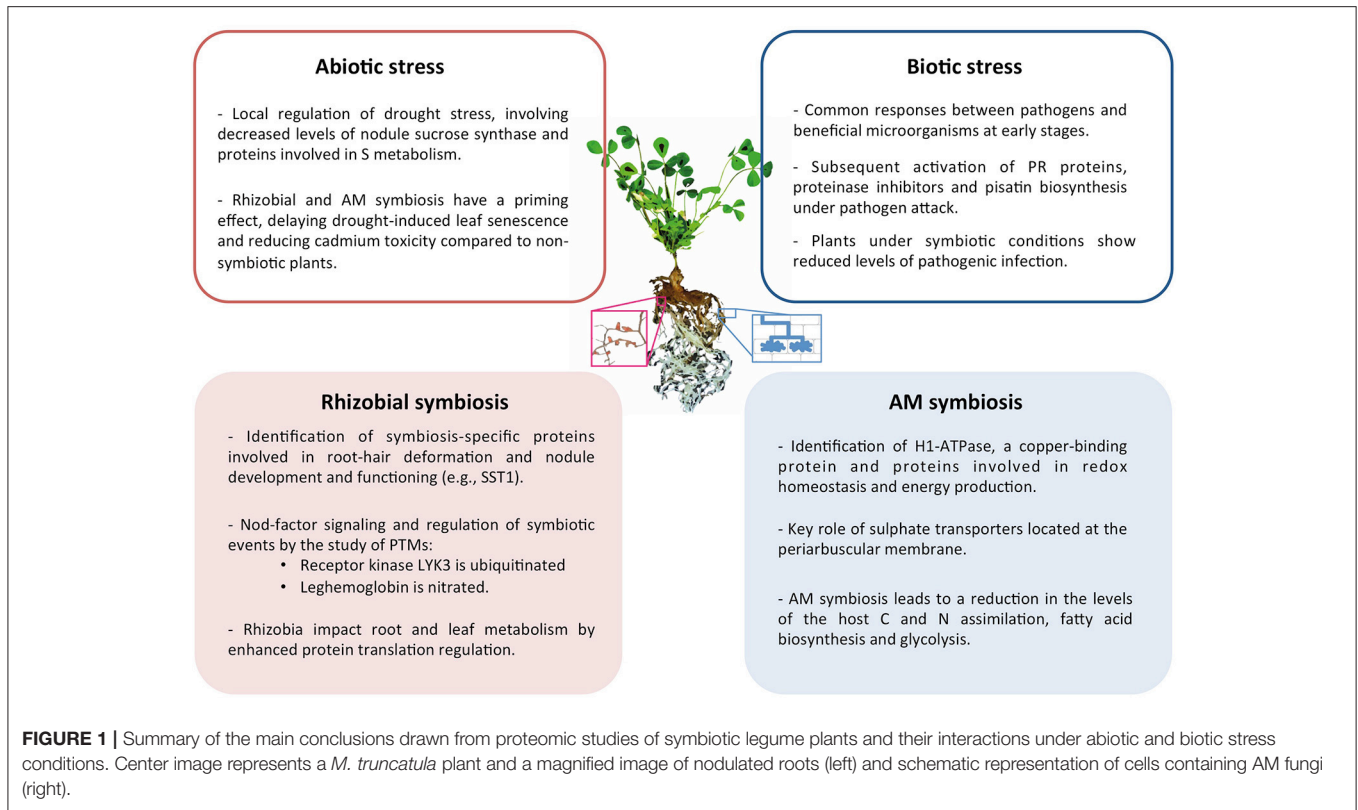 Abiotic stress
- Local regulation of drought stress, involving
decreased levels of nodule sucrose synthase and
proteins involved in S metabolism.
- Rhizobial and AM symbiosis have a priming
effect, delaying drought-induced leaf senescence
and reducing cadmium toxicity compared to non-
symbiotic plants.
Biotic stress
- Common responses between pathogens and
beneficial microorganisms at early stages.
- Subsequent activation of PR proteins,
proteinase inhibitors and pisatin biosynthesis
under pathogen attack.
- Plants under symbiotic conditions show
reduced levels of pathogenic infection.
Rhizobial symbiosis
- Identification of symbiosis-specific proteins
involved in root-hair deformation and nodule
development and functioning (e.g., SST1).
- Nod-factor signaling and regulation of symbiotic
events by the study of PTMs:
• Receptor kinase LYK3 is ubiquitinated
• Leghemoglobin is nitrated.
- Rhizobia impact root and leaf metabolism by
enhanced protein translation regulation.
AM symbiosis
- Identification of H1-ATPase, a copper-binding
protein and proteins involved in redox
homeostasis and energy production.
- Key role of sulphate transporters located at the
periarbuscular membrane.
- AM symbiosis leads to a reduction in the levels
of the host C and N assimilation, fatty acid
biosynthesis and glycolysis.
FIGURE 1 | Summary of the main conclusions drawn from proteomic studies of symbiotic legume plants and their interactions under abiotic and biotic stress
conditions. Center image represents a M. truncatula plant and a magnified image of nodulated roots (left) and schematic representation of cells containing AM fungi
(right).